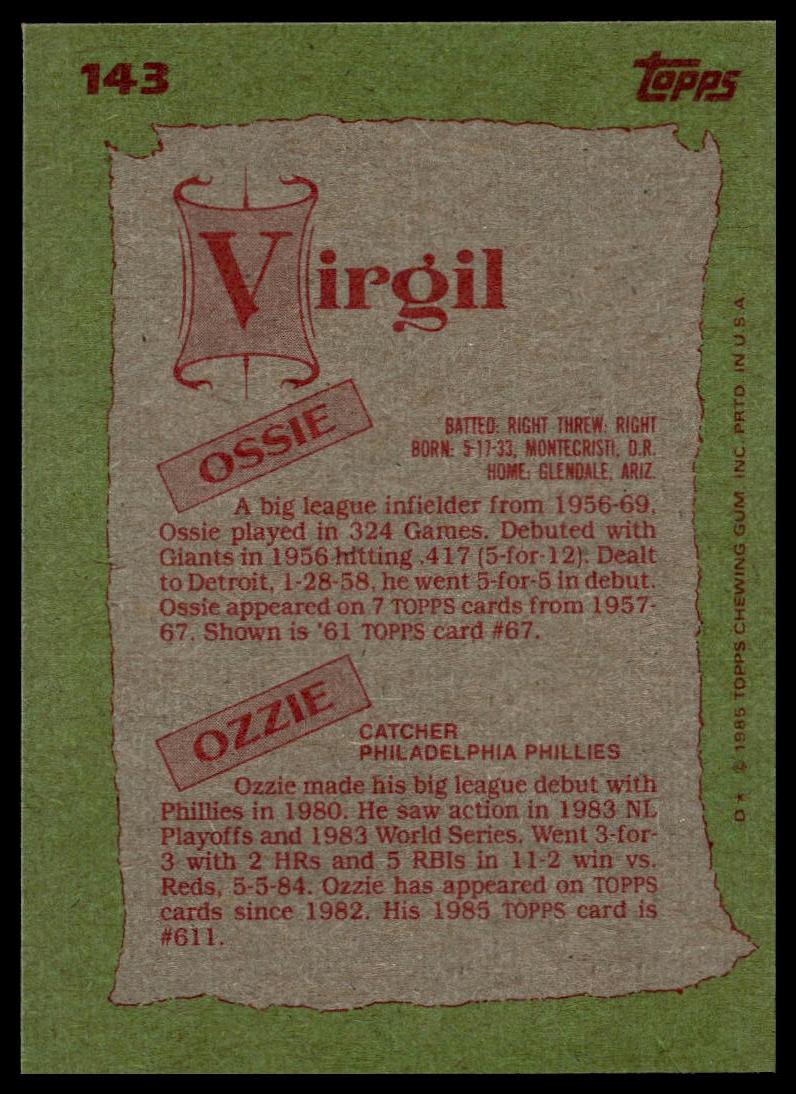 143
TOPPS
Virgil
OSSIE
BATTED: RIGHT THREW: RIGHT
BORN: 5-17-33, MONTECRISTI, D.R.
HOME: GLENDALE, ARIZ.
A big league infielder from 1956-69,
Ossie played in 324 Games. Debuted with
Giants in 1956 hitting .417 (5-for-12). Dealt
to Detroit, 1-28-58, he went 5-for-5 in debut.
Ossie appeared on 7 TOPPS cards from 1957-
67. Shown is '61 TOPPS card #67.
OZZIE
CATCHER
PHILADELPHIA PHILLIES
Ozzie made his big league debut with
Phillies in 1980. He saw action in 1983 NL
Playoffs and 1983 World Series. Went 3-for-
3 with 2 HRs and 5 RBIs in 11-2 win vs.
Reds, 5-5-84. Ozzie has appeared on TOPPS
cards since 1982. His 1985 TOPPS card is
#611.
D* © 1985 TOPPS CHEWING GUM, INC. PRTD. IN U.S.A.